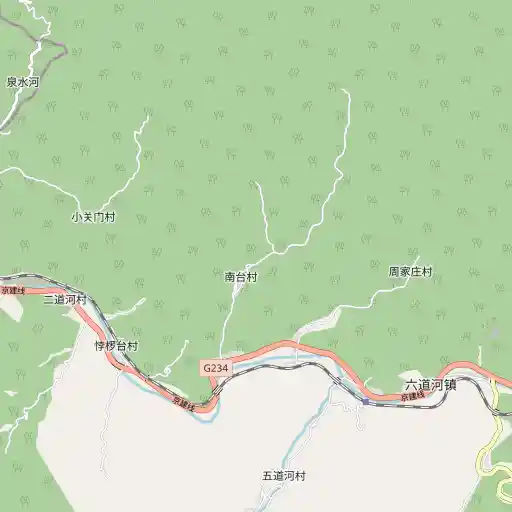 泉水河
小关门村
周家庄村
南台村
京建线
二道河村
悖椤台村
G234
六道河镇
京建线
京建线
五道河村